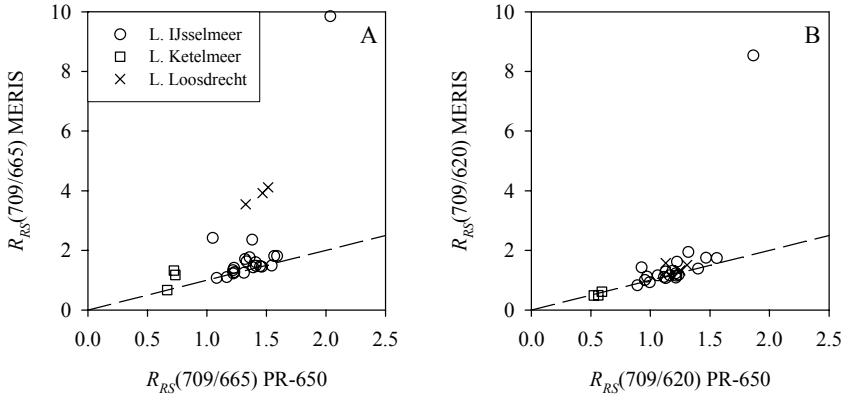 A
L. IJsselmeer
L. Ketelmeer
L. Loosdrecht
R_RS(709/665) MERIS
10
8
6
4
2
0
0.0 0.5 1.0 1.5 2.0 2.5
R_RS(709/665) PR-650
B
R_RS(709/620) MERIS
10
8
6
4
2
0
0.0 0.5 1.0 1.5 2.0 2.5
R_RS(709/620) PR-650